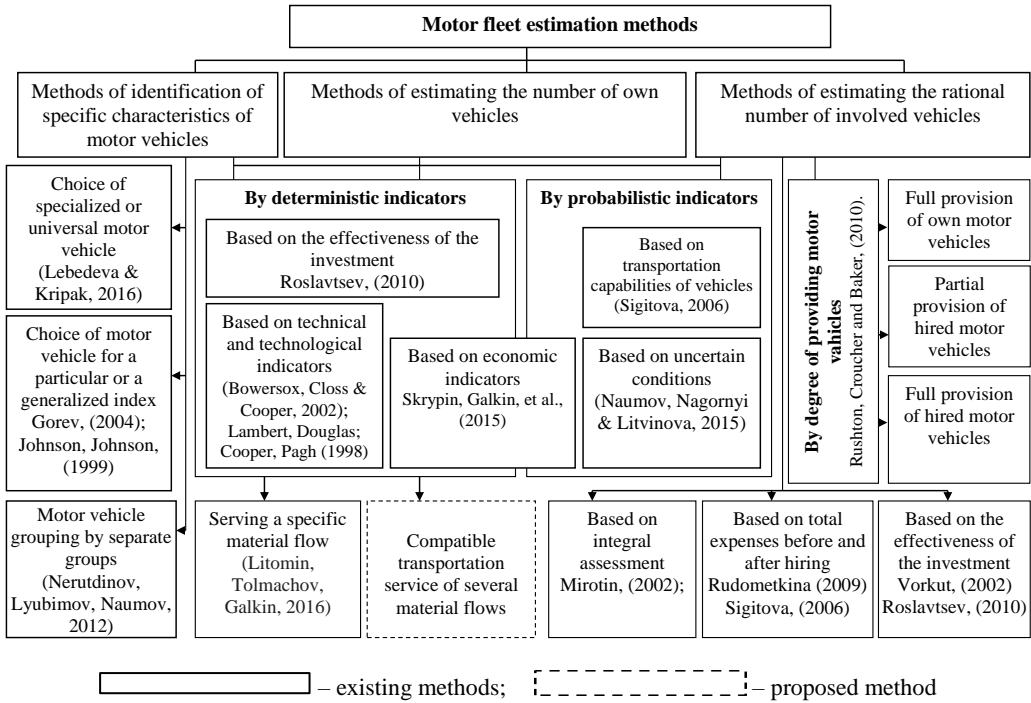 Motor fleet estimation methods
Methods of identification of
specific characteristics of
motor vehicles
Methods of estimating the number of own
vehicles
Methods of estimating the rational
number of involved vehicles
Choice of
specialized or
universal motor
vehicle
(Lebedeva &
Kripak, 2016)
Choice of motor
vehicle for a
particular or a
generalized index
Gorev, (2004);
Johnson, Johnson,
(1999)
Motor vehicle
grouping by separate
groups
(Nerutdinov,
Lyubimov, Naumov,
2012)
By deterministic indicators
Based on the effectiveness of the
investment
Roslavtsev, (2010)
Based on technical
and technological
indicators
(Bowersox, Closs &
Cooper, 2002);
Lambert, Douglas;
Cooper, Pagh (1998)
Based on economic
indicators
Skrypin, Galkin, et al.,
(2015)
By probabilistic indicators
Based on
transportation
capabilities of vehicles
(Sigitova, 2006)
Based on uncertain
conditions
(Naumov, Nagornyi
& Litvinova, 2015)
By degree of providing motor
vahicles
Rushton, Croucher and Baker, (2010).
Full provision
of own motor
vehicles
Partial
provision of
hired motor
vehicles
Full provision
of hired motor
vehicles
Serving a specific
material flow
(Litomin,
Tolmachov,
Galkin, 2016)
Compatible
transportation
service of several
material flows
Based on
integral
assessment
Mirotin, (2002);
Based on total
expenses before and
after hiring
Rudometkina (2009)
Sigitova, (2006)
Based on the
effectiveness of
the investment
Vorkut, (2002)
Roslavtsev, (2010)
– existing methods;
– proposed method